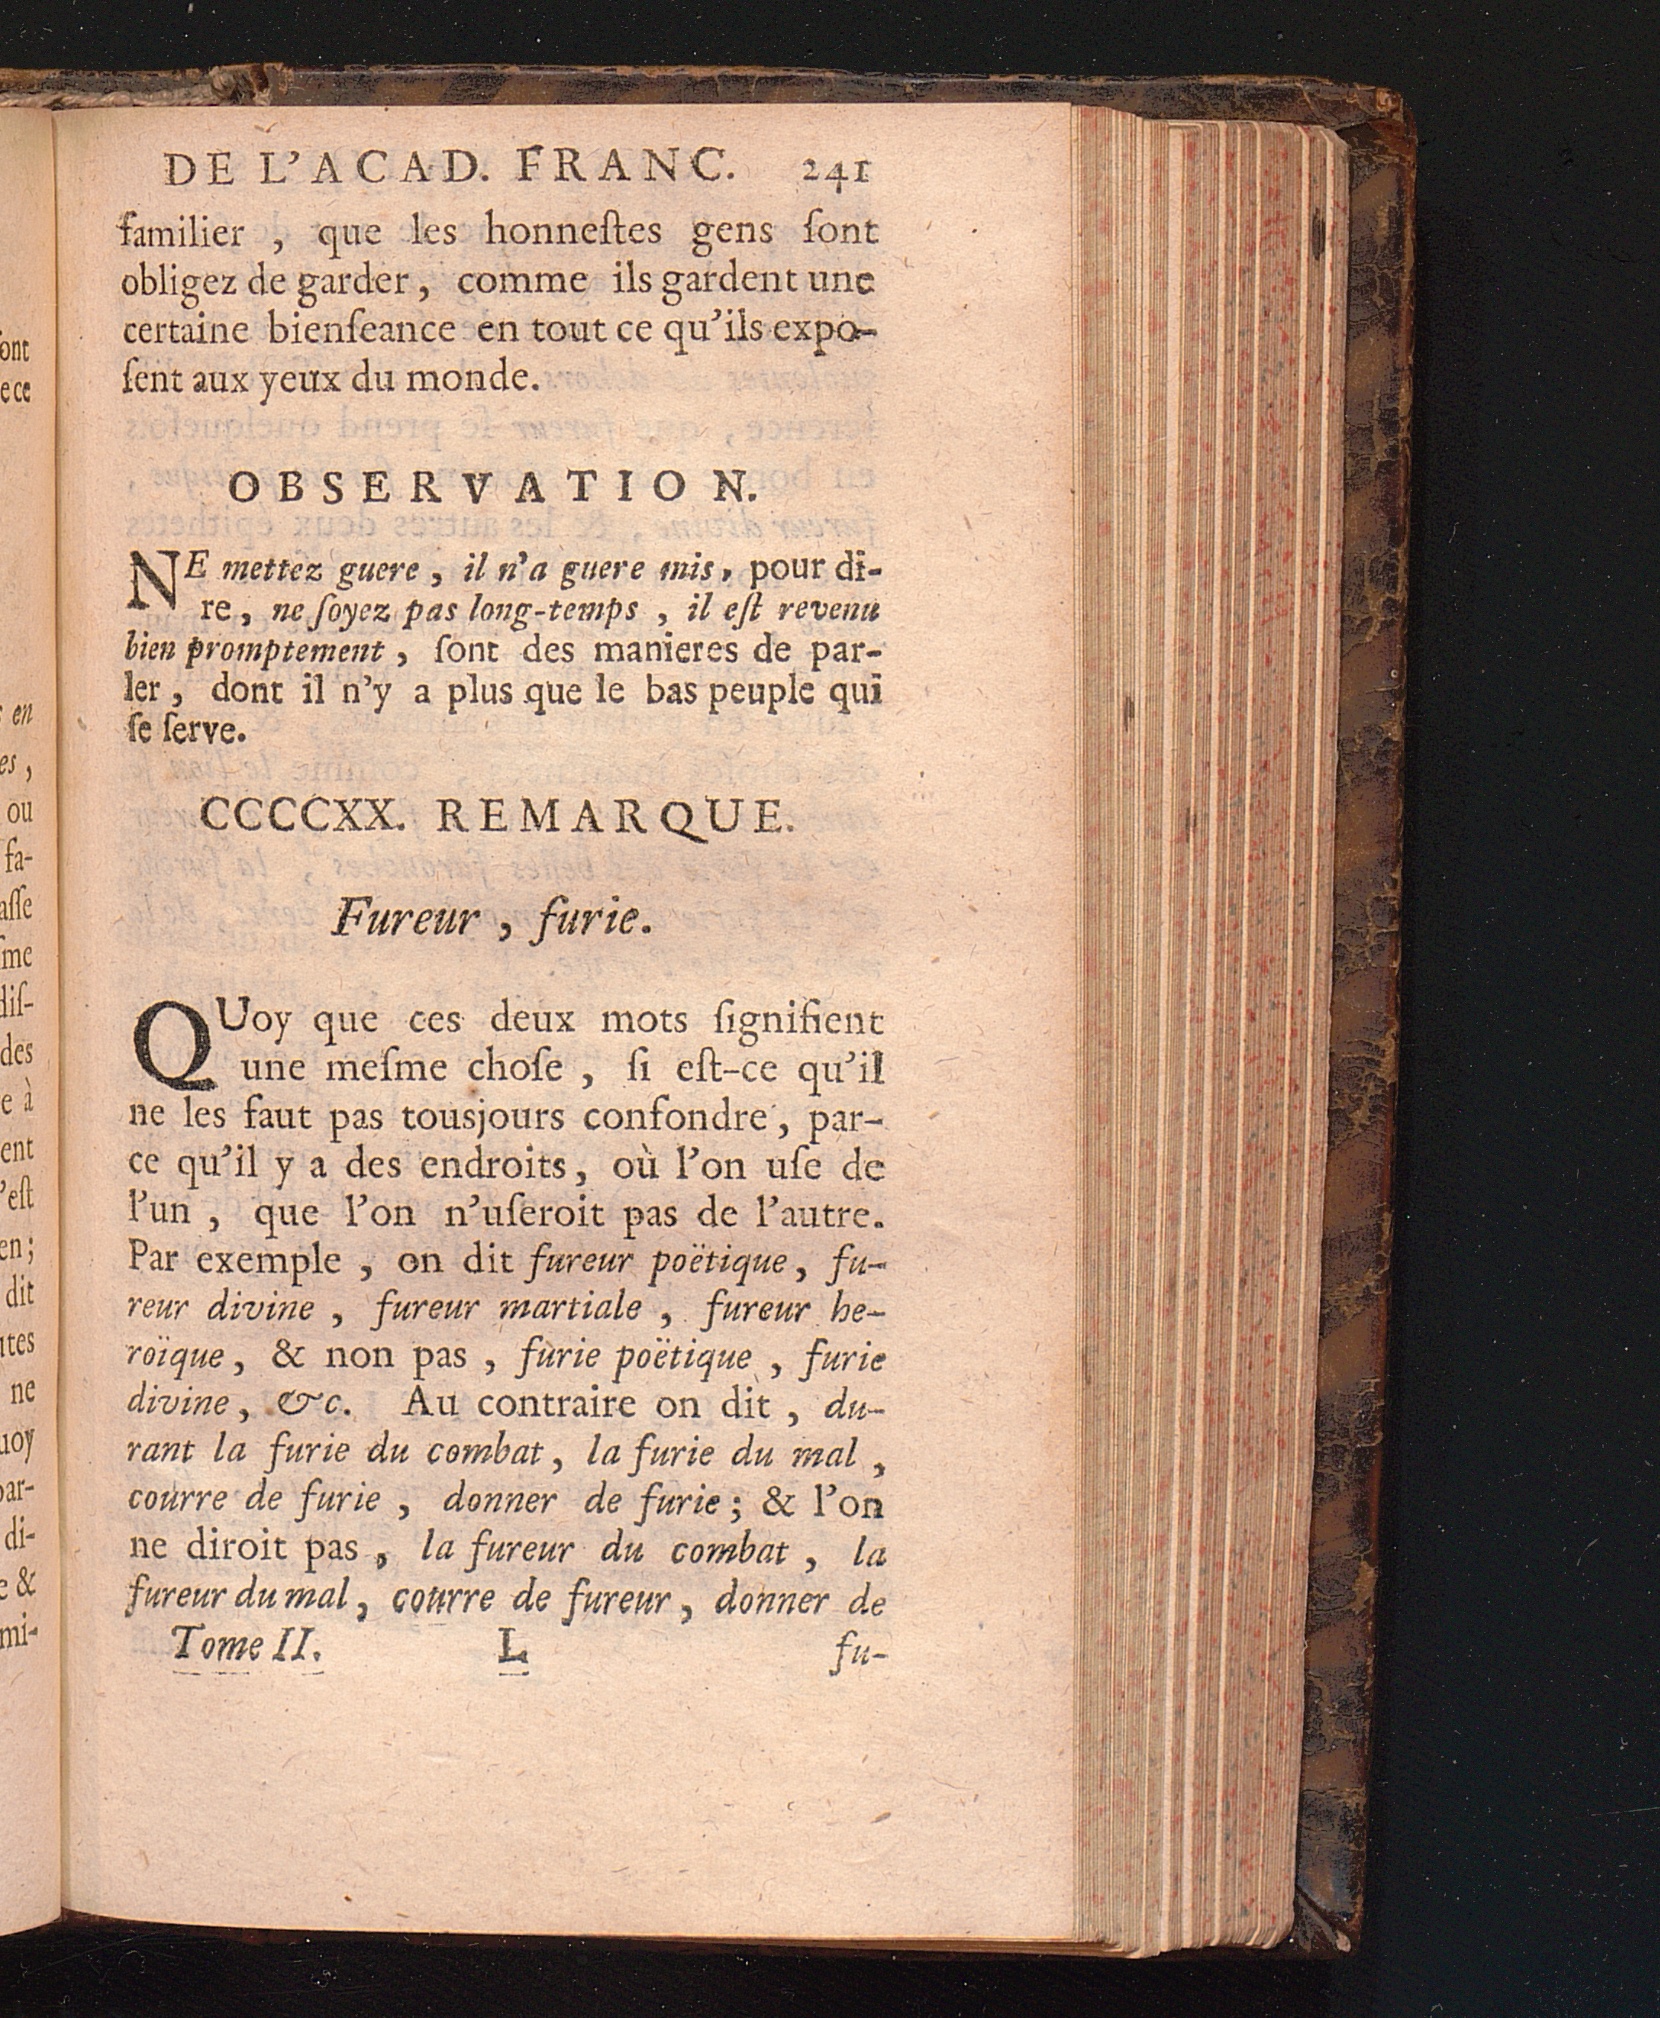 DE L'ACAD. FRANC. 241
familier , que les honneſtes gens ſont
obligez de garder , comme ils gardent une
certaine bienſeance en tout ce qu'ils expo-
ſent aux yeux du monde.
OBSERVATION.
NE mettez guere , il n'a guere mis , pour di-
re , ne ſoyez pas long-temps , il eſt revenu
bien promptement , ſont des manieres de par-
ler , dont il n'y a plus que le bas peuple qui
ſe ſerve.
CCCCXX. REMARQUE.
Fureur , furie.
QUoy que ces deux mots ſignifient
une meſme choſe , ſi eſt-ce qu'il
ne les faut pas tousjours confondre , par-
ce qu'il y a des endroits , où l'on uſe de
l'un , que l'on n'uſeroit pas de l'autre.
Par exemple , on dit fureur poëtique , fu-
reur divine , fureur martiale , fureur he-
roïque , & non pas , furie poëtique , furie
divine , &c. Au contraire on dit , du-
rant la furie du combat , la furie du mal ,
courre de furie , donner de furie ; & l'on
ne diroit pas , la fureur du combat , la
fureur du mal , courre de fureur , donner de
Tome II. L fu-